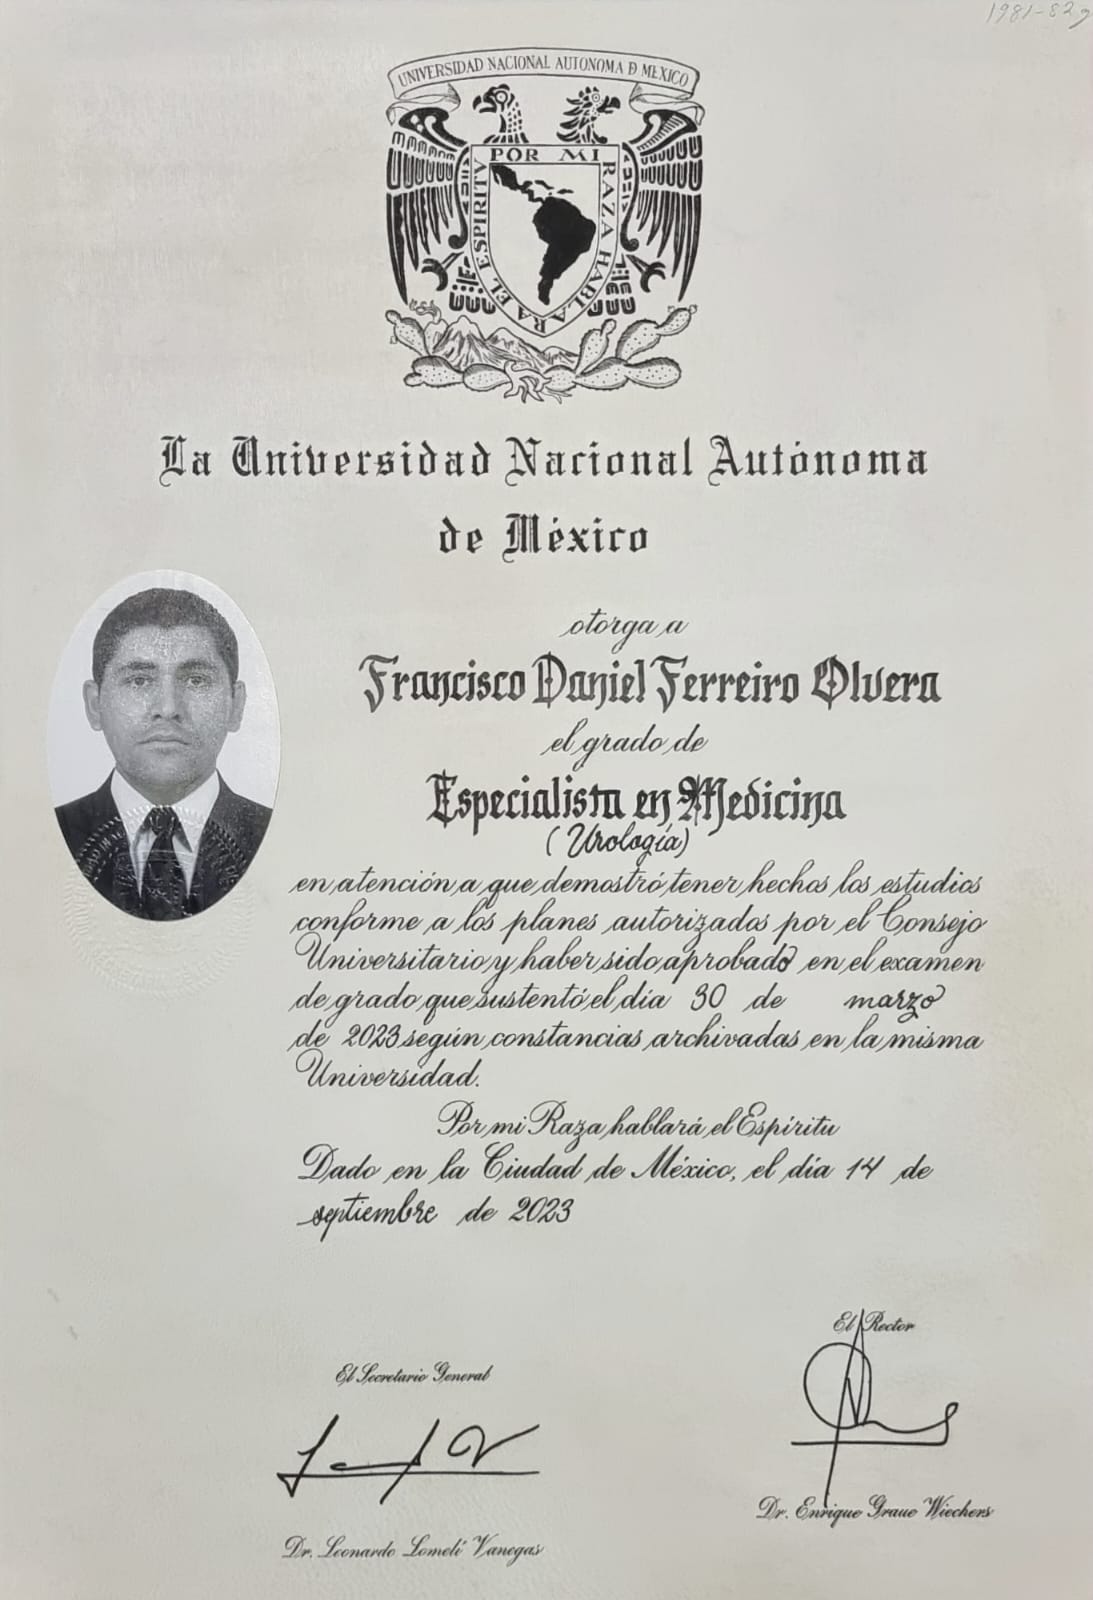 1981-82
UNIVERSIDAD NACIONAL AUTONOMA D MEXICO
POR MI RAZA HABLARA EL ESPIRITV
La Universidad Nacional Autónoma
de México
otorga a
Francisco Daniel Ferreiro Olvera
el grado de
Especialista en Medicina
(Urología)
en atención a que demostró tener hechos los estudios
conforme a los planes autorizados por el Consejo
Universitario y haber sido aprobado en el examen
de grado que sustentó el día 30 de marzo
de 2023 según constancias archivadas en la misma
Universidad.
Por mi Raza hablará el Espíritu
Dado en la Ciudad de México, el día 14 de
septiembre de 2023
El Rector
El Secretario General
Dr. Enrique Graue Wiechers
Dr. Leonardo Lomelí Vanegas